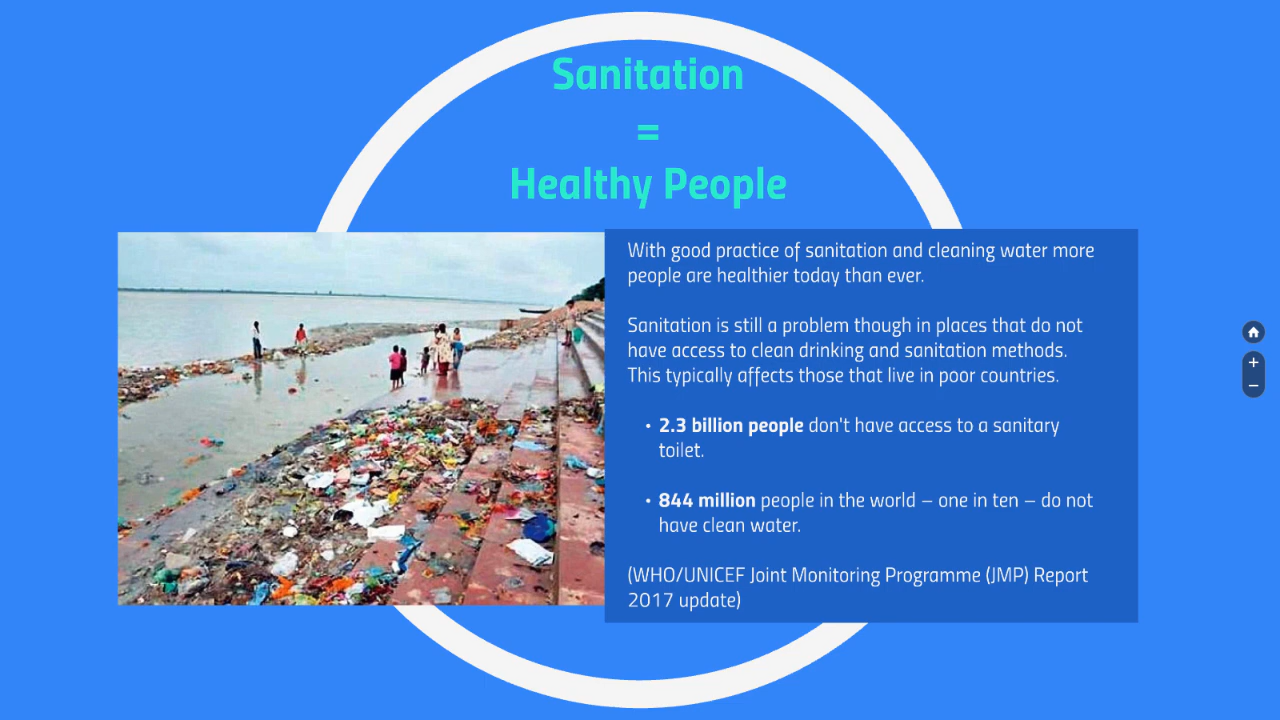 Sanitation
=
Healthy People
With good practice of sanitation and cleaning water more
people are healthier today than ever.
Sanitation is still a problem though in places that do not
have access to clean drinking and sanitation methods.
This typically affects those that live in poor countries.
• 2.3 billion people don't have access to a sanitary
toilet.
• 844 million people in the world – one in ten – do not
have clean water.
(WHO/UNICEF Joint Monitoring Programme (JMP) Report
2017 update)